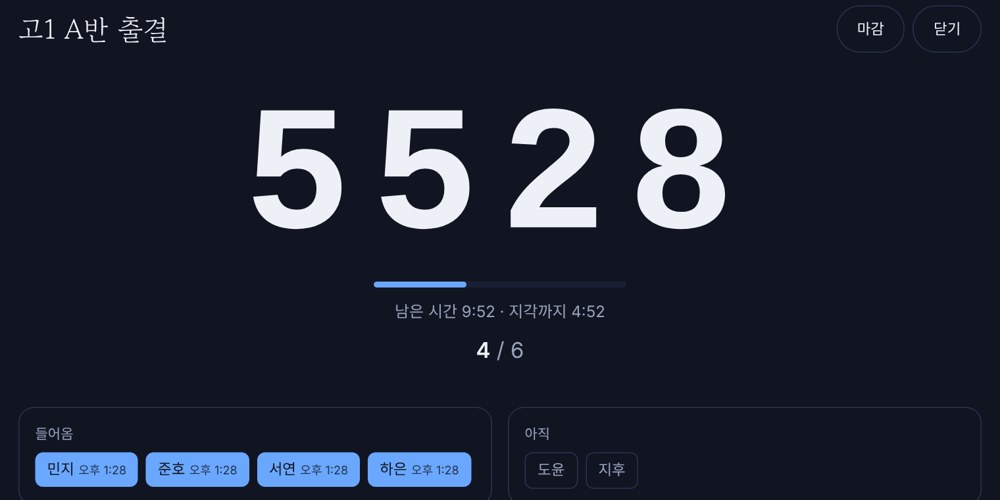 고1 A반 출결
마감
닫기
5528
남은 시간 9:52 · 지각까지 4:52
4 / 6
들어옴
민지 오후 1:28
준호 오후 1:28
서연 오후 1:28
하은 오후 1:28
아직
도윤
지후